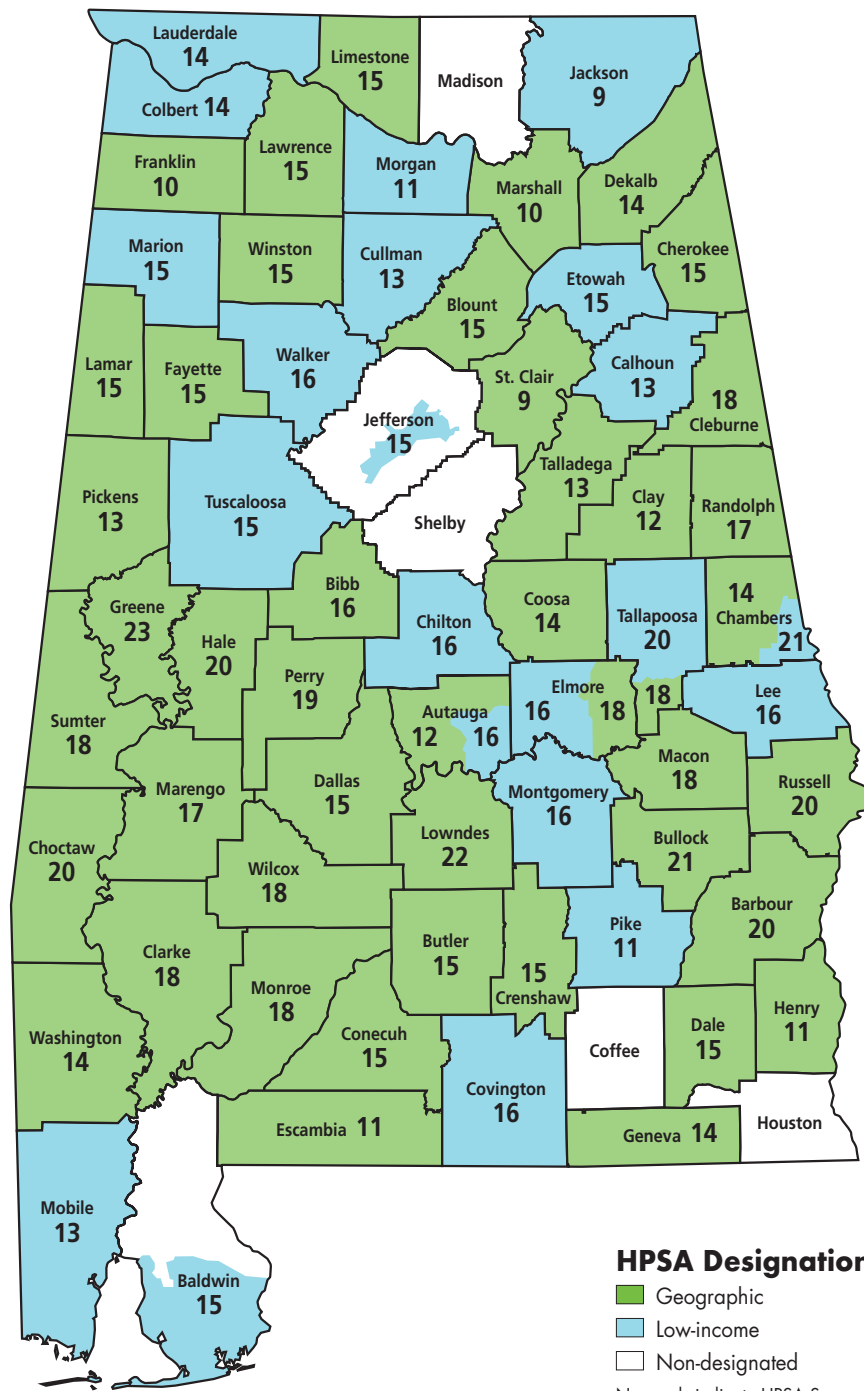 Lauderdale
14
Limestone
15
Madison
Jackson
9
Colbert 14
Lawrence
15
Franklin
10
Morgan
11
Marshall
10
Dekalb
14
Marion
15
Winston
15
Cullman
13
Cherokee
15
Etowah
15
Blount
15
Lamar
15
Fayette
15
Walker
16
St. Clair
9
Calhoun
13
18
Cleburne
Jefferson
15
Talladega
13
Pickens
13
Tuscaloosa
15
Shelby
Clay
12
Randolph
17
Bibb
16
Greene
23
Hale
20
Chilton
16
Coosa
14
Tallapoosa
20
14
Chambers
21
Perry
19
Sumter
18
Autauga
12
16
Elmore
16
18
18
Lee
16
Macon
18
Russell
20
Marengo
17
Dallas
15
Montgomery
16
Choctaw
20
Lowndes
22
Bullock
21
Wilcox
18
Barbour
20
Clarke
18
Butler
15
15
Crenshaw
Pike
11
Monroe
18
Washington
14
Conecuh
15
Coffee
Dale
15
Henry
11
Covington
16
Escambia 11
Geneva 14
Houston
Mobile
13
Baldwin
15
HPSA Designation
Geographic
Low-income
Non-designated